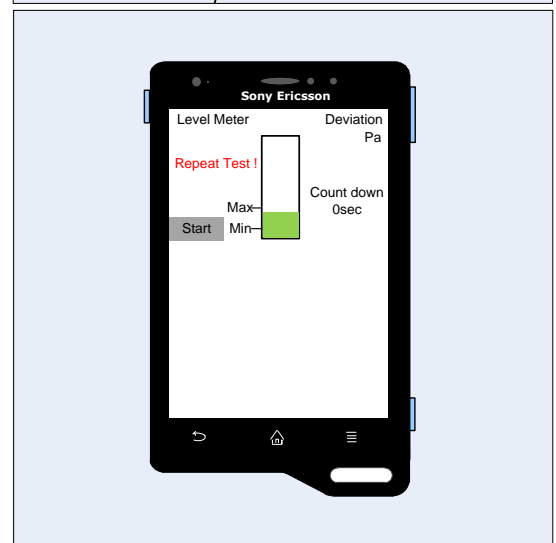 Sony Ericsson
Level Meter Deviation
Pa
Repeat Test !
Count down
Max 0sec
Start Min